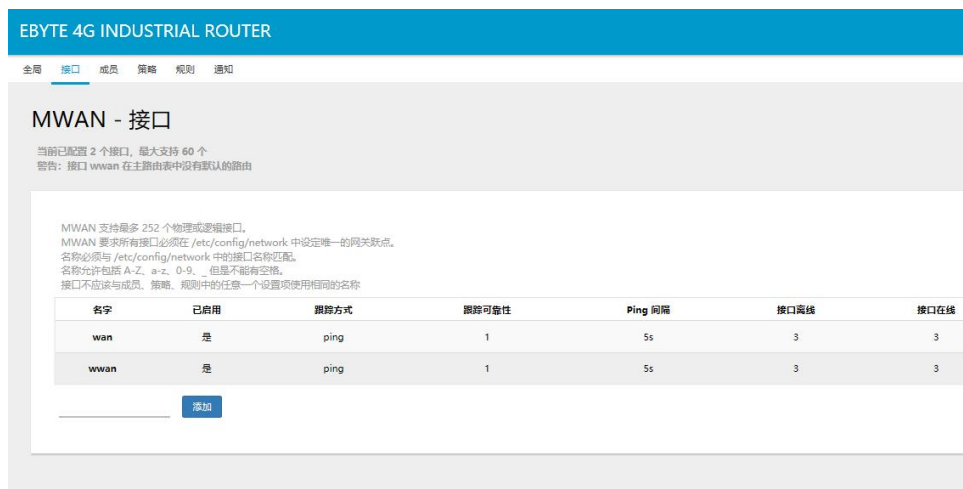 EBYTE 4G INDUSTRIAL ROUTER
全局 接口 成员 策略 规则 通知
MWAN - 接口
当前已配置 2 个接口，最大支持 60 个
警告：接口 wwan 在主路由表中没有默认的路由
MWAN 支持最多 252 个物理或逻辑接口。
MWAN 要求所有接口必须在 /etc/config/network 中设定唯一的网关跃点。
名称必须与 /etc/config/network 中的接口名称匹配。
名称允许包括 A-Z、a-z、0-9、_ 但是不能有空格。
接口不应该与成员、策略、规则中的任意一个设置项使用相同的名称
名字 已启用 跟踪方式 跟踪可靠性 Ping 间隔 接口离线 接口在线
wan 是 ping 1 5s 3 3
wwan 是 ping 1 5s 3 3
添加